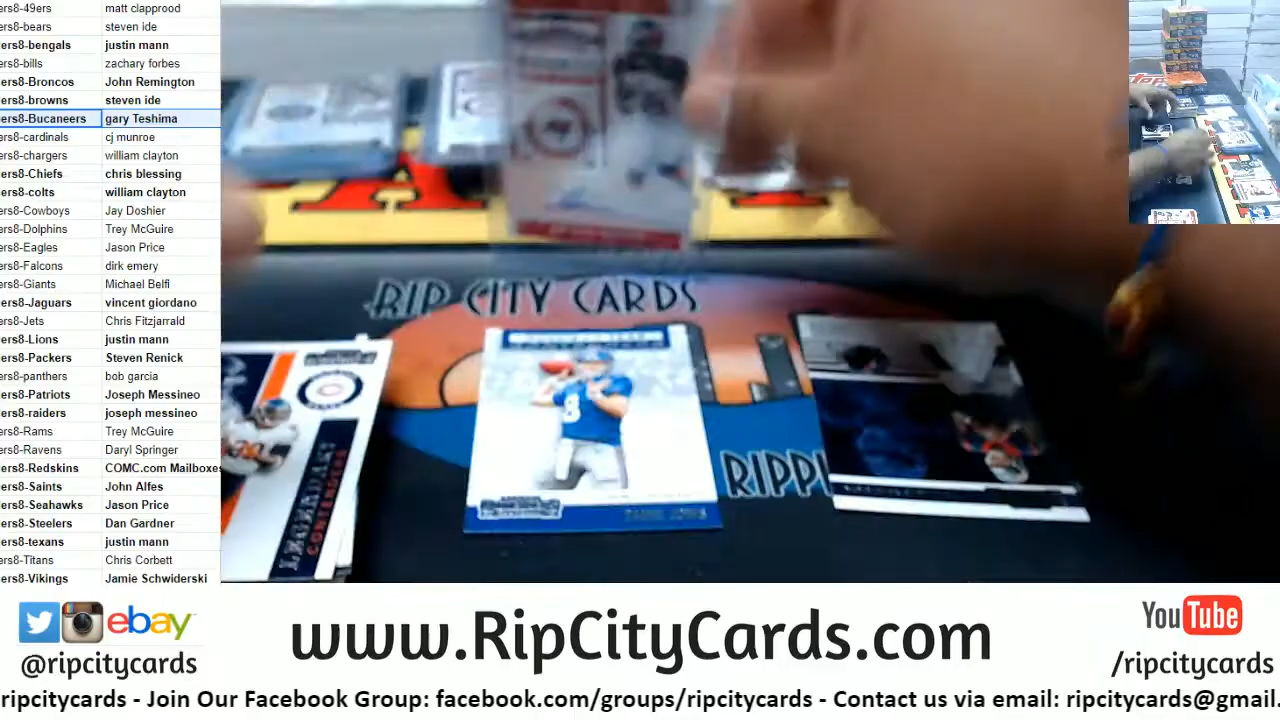 ers8-49ers matt clapprood
ers8-bears steven ide
ers8-bengals justin mann
ers8-bills zachary forbes
ers8-Broncos John Remington
ers8-browns steven ide
ers8-Bucaneers gary Teshima
ers8-cardinals cj munroe
ers8-chargers william clayton
ers8-Chiefs chris blessing
ers8-colts william clayton
ers8-Cowboys Jay Doshier
ers8-Dolphins Trey McGuire
ers8-Eagles Jason Price
ers8-Falcons dirk emery
ers8-Giants Michael Belfi
ers8-Jaguars vincent giordano
ers8-Jets Chris Fitzjarrald
ers8-Lions justin mann
ers8-Packers Steven Renick
ers8-panthers bob garcia
ers8-Patriots Joseph Messineo
ers8-raiders joseph messineo
ers8-Rams Trey McGuire
ers8-Ravens Daryl Springer
ers8-Redskins COMC.com Mailboxes
ers8-Saints John Alfes
ers8-Seahawks Jason Price
ers8-Steelers Dan Gardner
ers8-texans justin mann
ers8-Titans Chris Corbett
ers8-Vikings Jamie Schwiderski
RIP CITY CARDS
RIPPI
LEGENDARY
CONTENDERS
ebay
@ripcitycards
www.RipCityCards.com
YouTube
/ripcitycards
ripcitycards - Join Our Facebook Group: facebook.com/groups/ripcitycards - Contact us via email: ripcitycards@gmail.